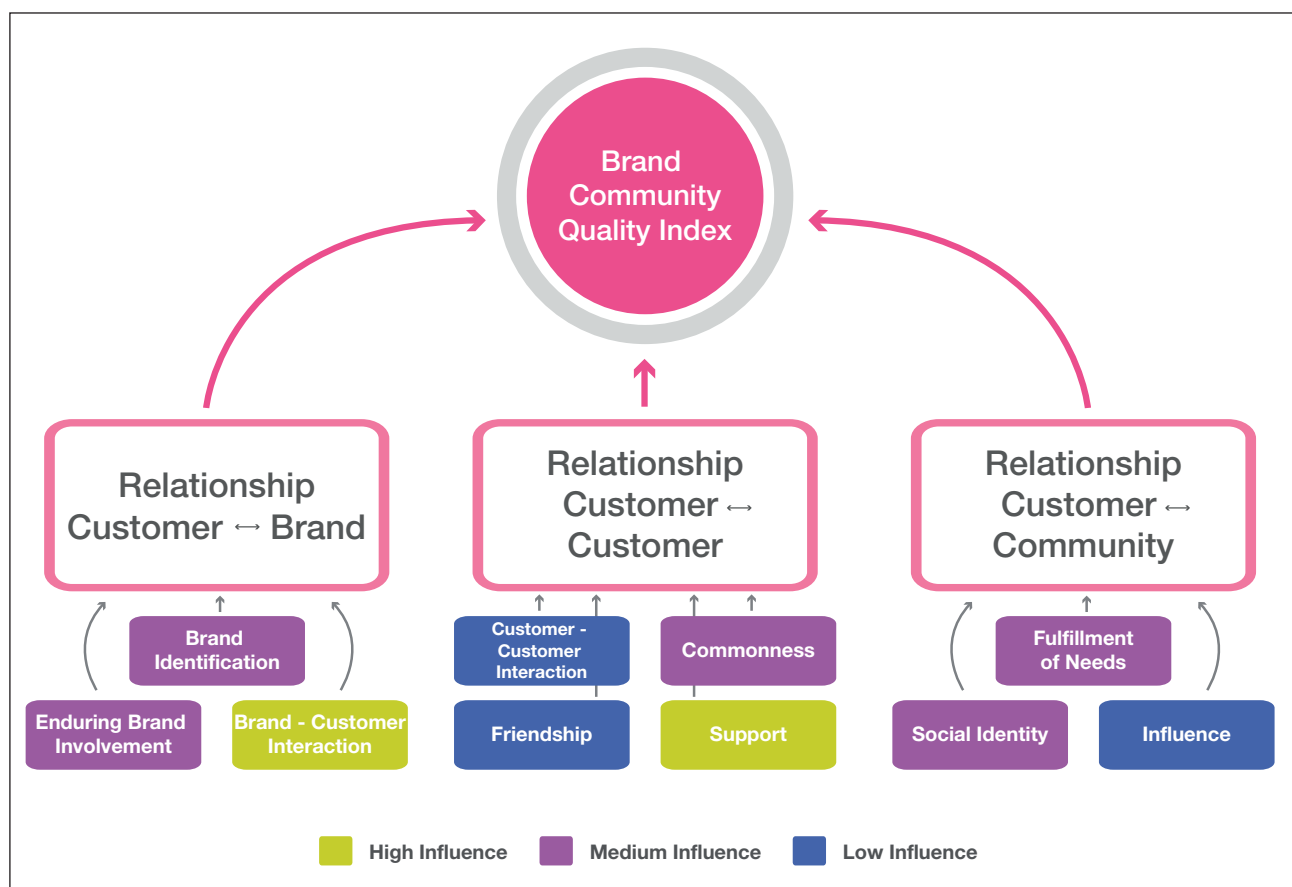 Brand
Community
Quality Index
Relationship
Customer ↔ Brand
Relationship
Customer ↔
Customer
Relationship
Customer ↔
Community
Brand
Identification
Enduring Brand
Involvement
Brand - Customer
Interaction
Customer -
Customer
Interaction
Commonness
Friendship
Support
Fulfillment
of Needs
Social Identity
Influence
High Influence
Medium Influence
Low Influence